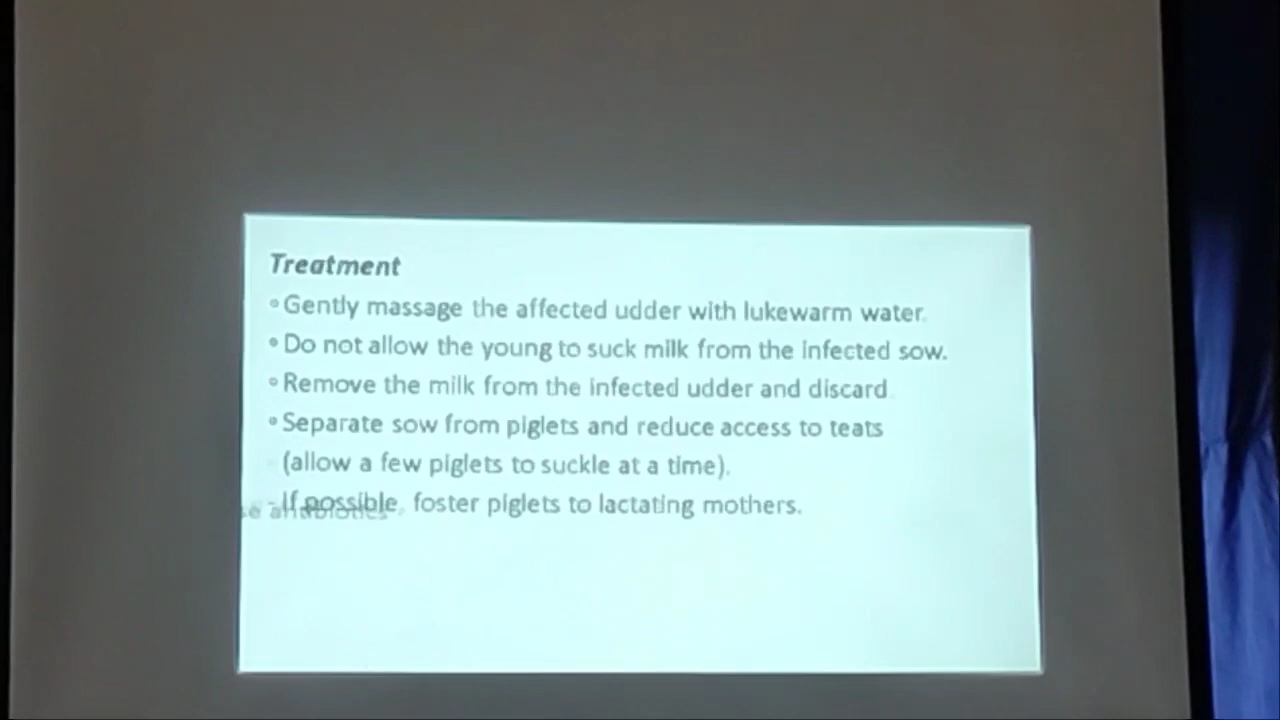 Treatment
Gently massage the affected udder with lukewarm water.
Do not allow the young to suck milk from the infected sow.
Remove the milk from the infected udder and discard.
Separate sow from piglets and reduce access to teats
(allow a few piglets to suckle at a time).
If possible, foster piglets to lactating mothers.
se antibiotics